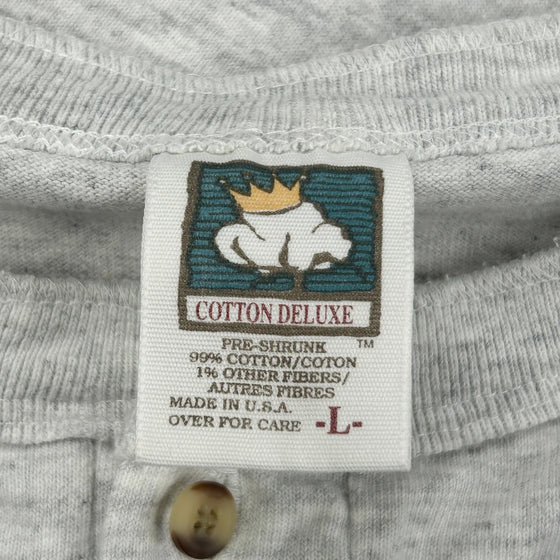 COTTON DELUXE
TM
PRE-SHRUNK
99% COTTON/COTON
1% OTHER FIBERS/
AUTRES FIBRES
MADE IN U.S.A.
OVER FOR CARE -L-